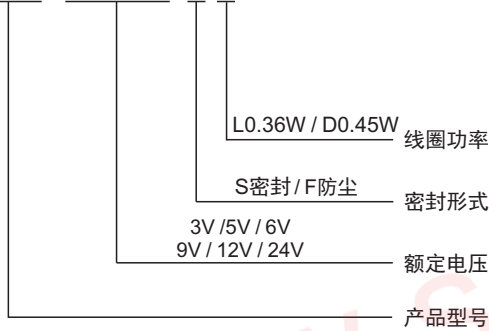 L0.36W / D0.45W
线圈功率
S密封 / F防尘
密封形式
3V /5V / 6V
9V / 12V / 24V
额定电压
产品型号